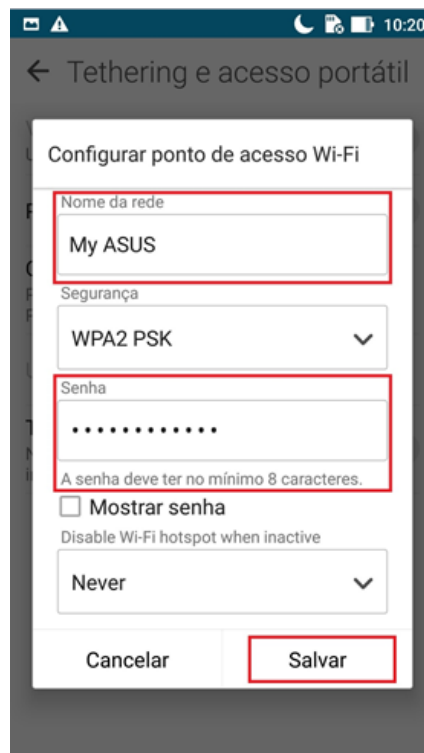 10:20
Tethering e acesso portátil
Configurar ponto de acesso Wi-Fi
Nome da rede
My ASUS
Segurança
WPA2 PSK
Senha
••••••••••••
A senha deve ter no mínimo 8 caracteres.
Mostrar senha
Disable Wi-Fi hotspot when inactive
Never
Cancelar
Salvar